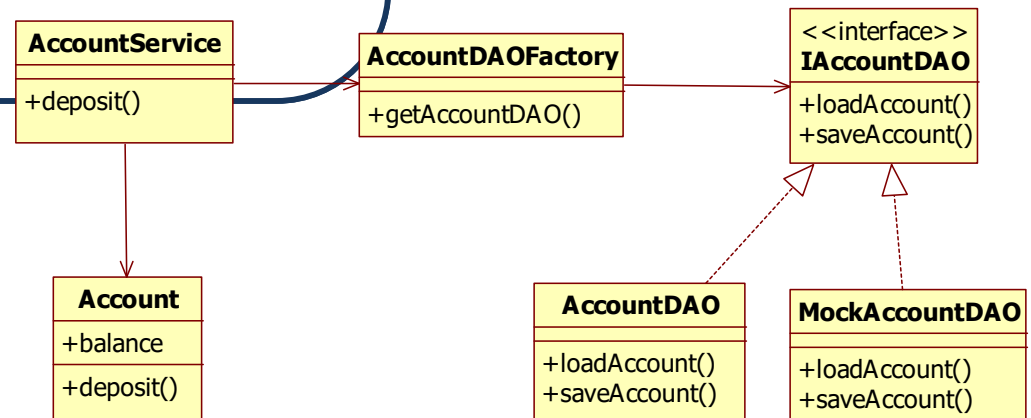 AccountService
+deposit()
AccountDAOFactory
+getAccountDAO()
<<interface>>
IAccountDAO
+loadAccount()
+saveAccount()
Account
+balance
+deposit()
AccountDAO
+loadAccount()
+saveAccount()
MockAccountDAO
+loadAccount()
+saveAccount()